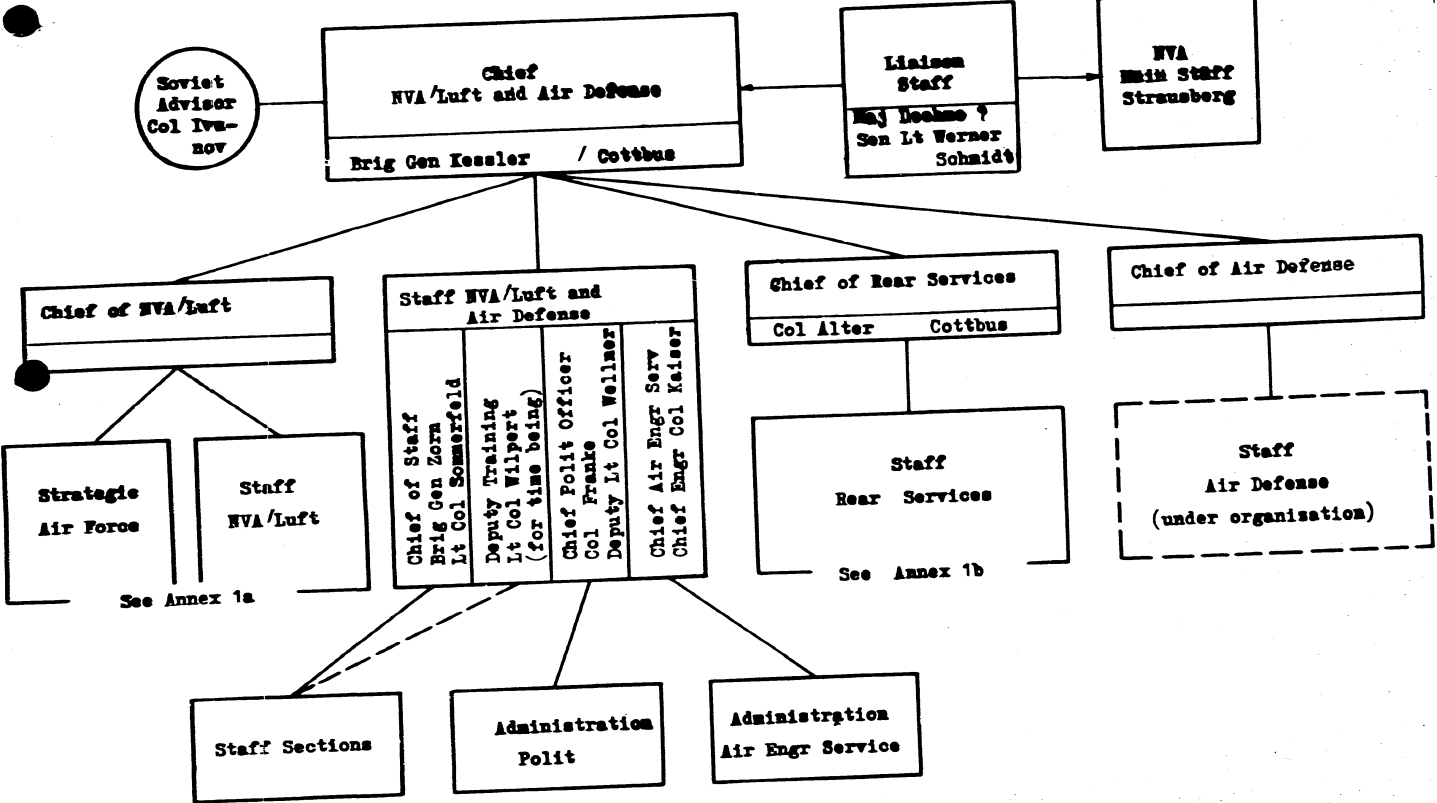 Soviet
Advisor
Col Iva-
nov
Chief
NVA/Luft and Air Defense
Brig Gen Kessler / Cottbus
Liaison
Staff
Maj Doehme ?
Sen Lt Werner
Schmidt
NVA
Main Staff
Strausberg
Chief of NVA/Luft
Staff NVA/Luft and
Air Defense
Chief of Staff
Brig Gen Zorn
Lt Col Sommerfeld
Deputy Training
Lt Col Wilpert
(for time being)
Chief Polit Officer
Col Franke
Deputy Lt Col Wellner
Chief Air Engr Serv
Chief Engr Col Kaiser
Chief of Rear Services
Col Alter Cottbus
Chief of Air Defense
Strategic
Air Force
Staff
NVA/Luft
See Annex 1a
Staff
Rear Services
See Annex 1b
Staff
Air Defense
(under organisation)
Staff Sections
Administration
Polit
Administration
Air Engr Service